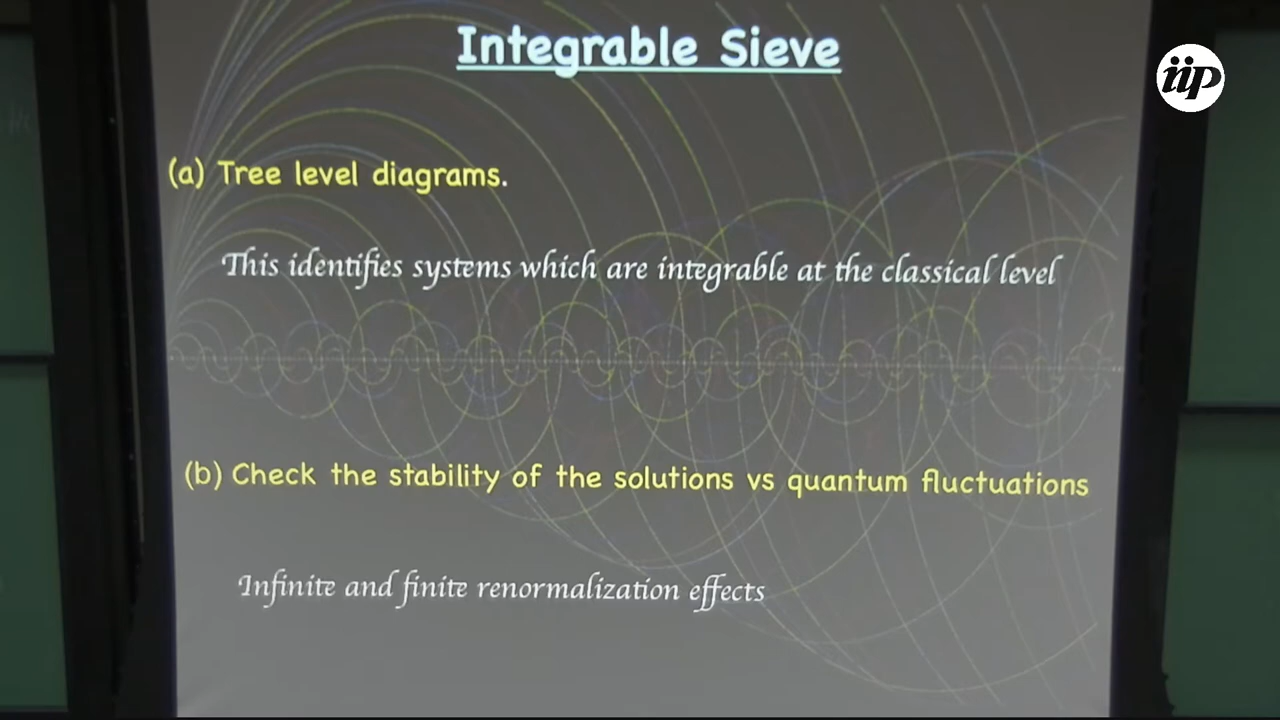 Integrable Sieve
iip
(a) Tree level diagrams.
This identifies systems which are integrable at the classical level
(b) Check the stability of the solutions vs quantum fluctuations
Infinite and finite renormalization effects